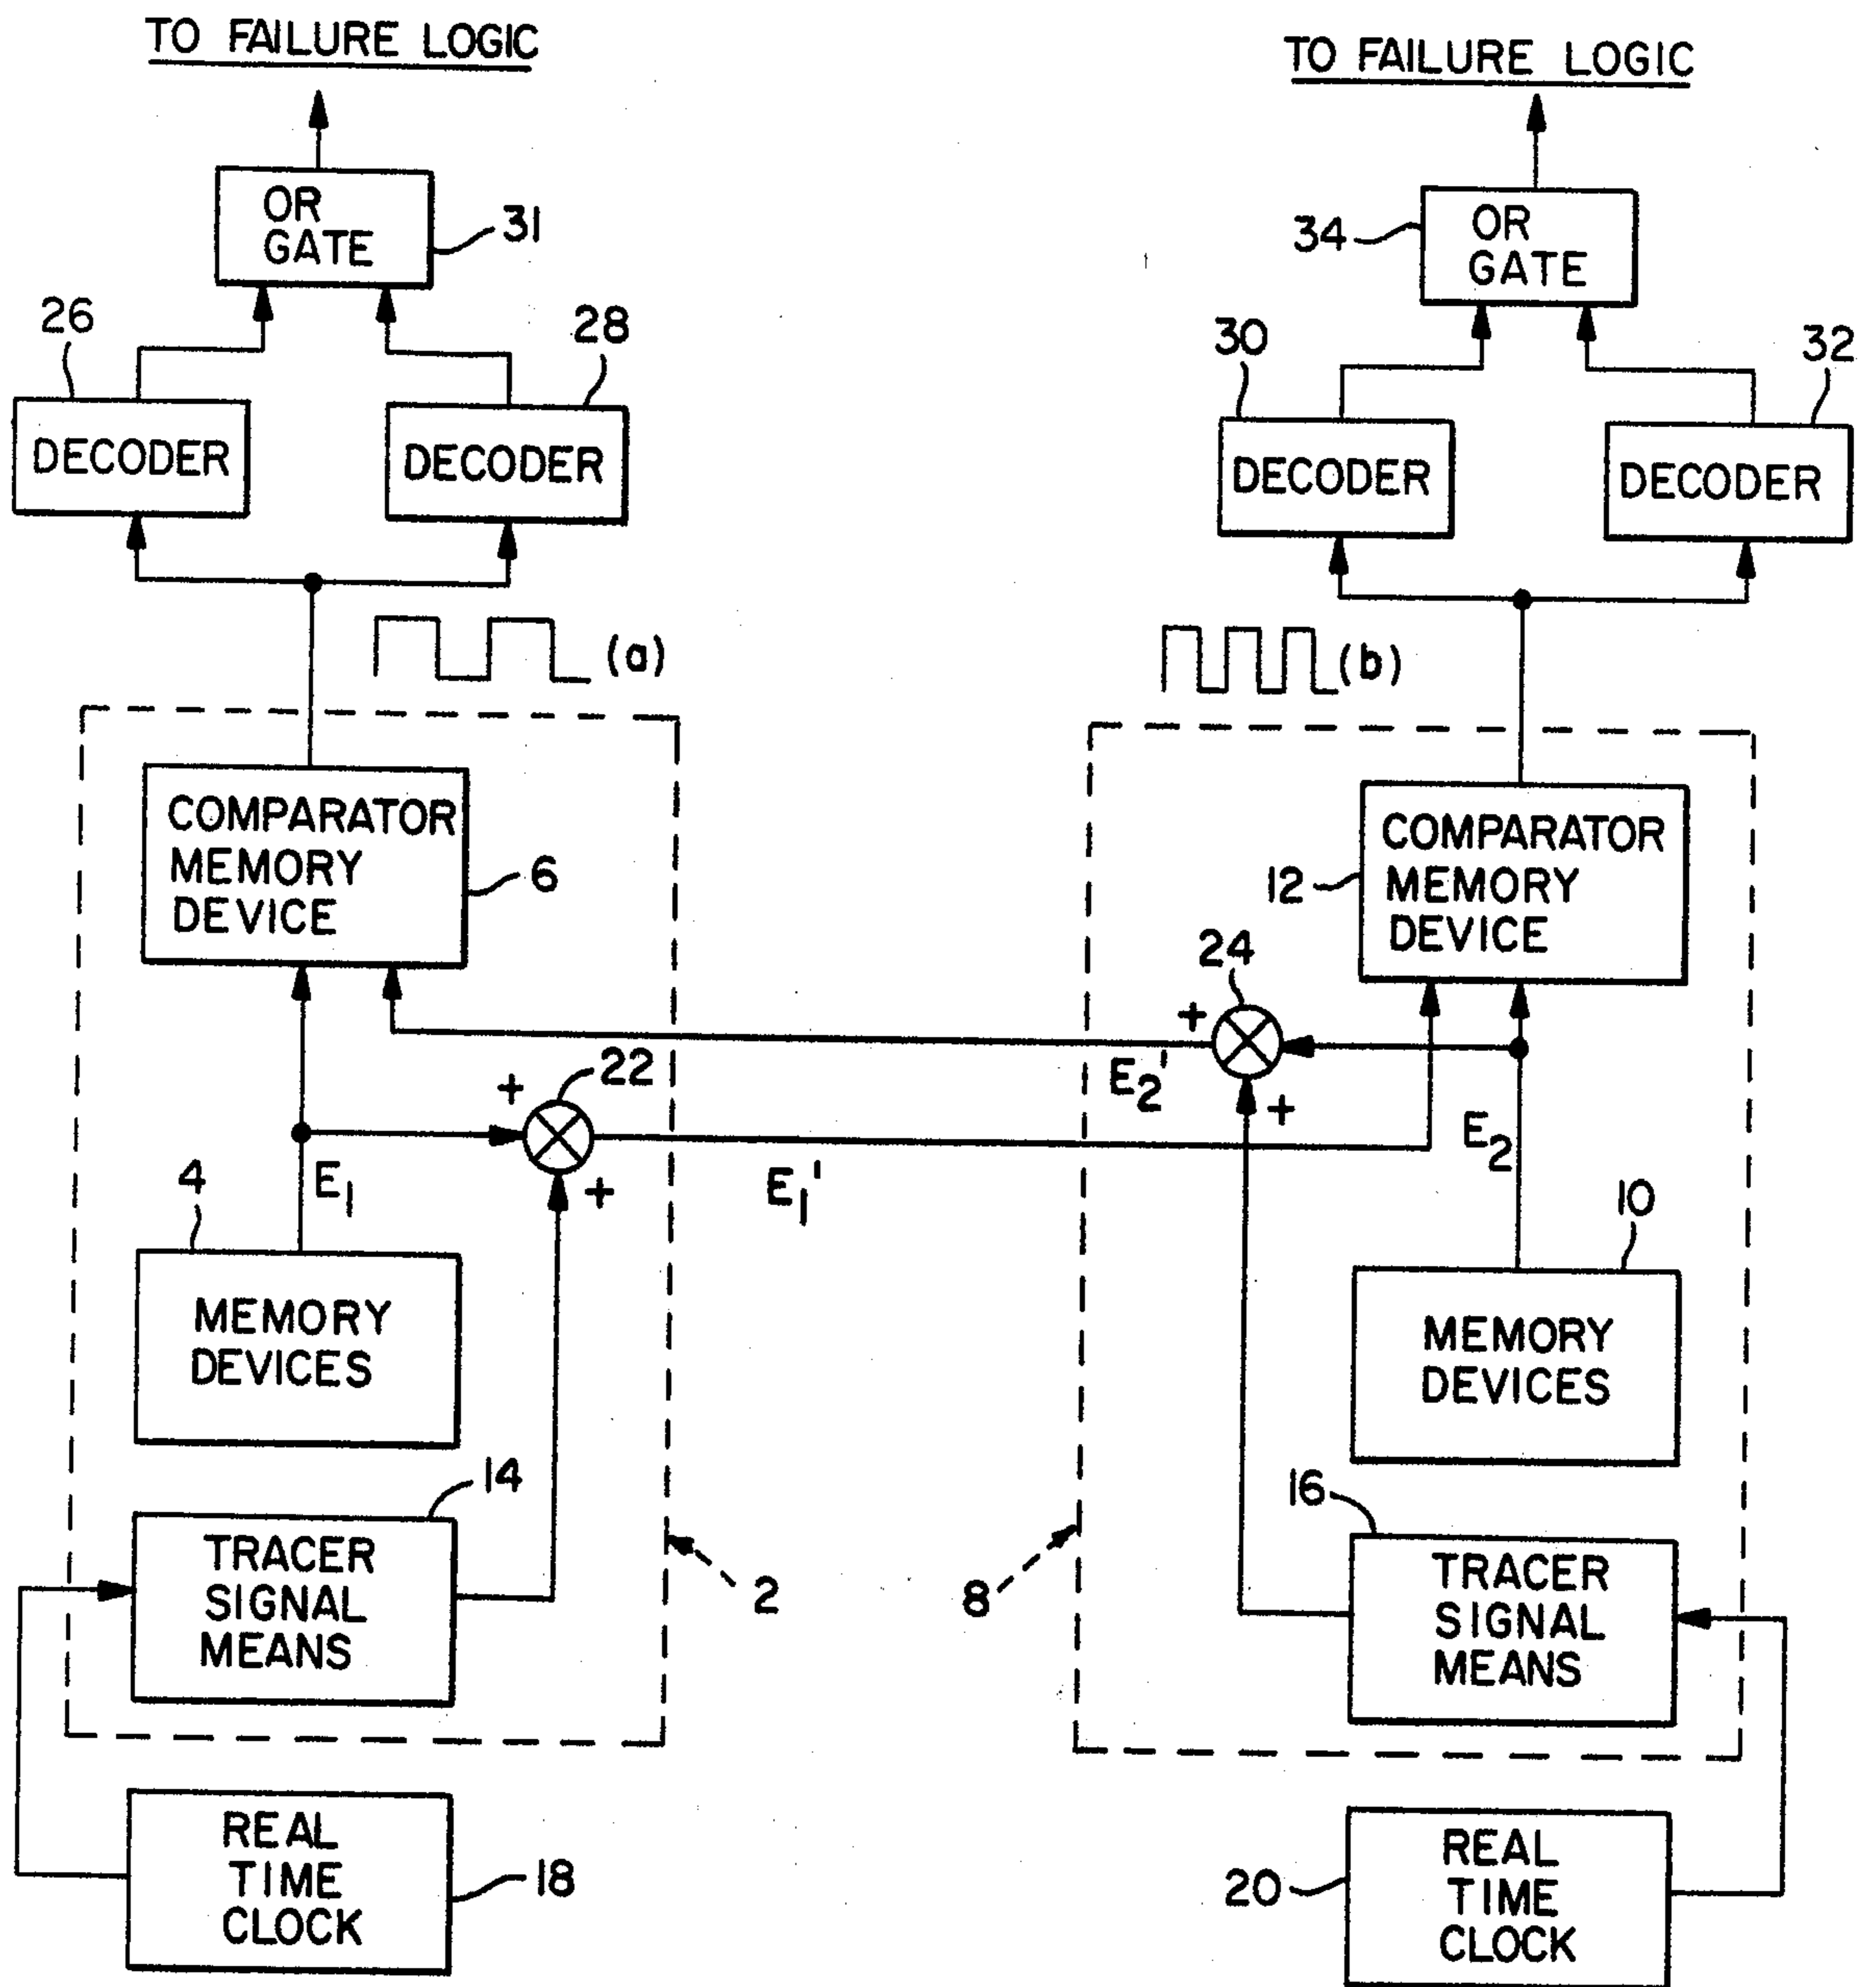 TO FAILURE LOGIC
TO FAILURE LOGIC
OR
GATE
31
34
OR
GATE
26
28
30
32
DECODER
DECODER
DECODER
DECODER
(a)
(b)
COMPARATOR
MEMORY
DEVICE
6
12
COMPARATOR
MEMORY
DEVICE
24
+
+
E2'
22
+
+
E1'
E1
E2
4
MEMORY
DEVICES
10
MEMORY
DEVICES
14
TRACER
SIGNAL
MEANS
2
8
16
TRACER
SIGNAL
MEANS
REAL
TIME
CLOCK
18
20
REAL
TIME
CLOCK